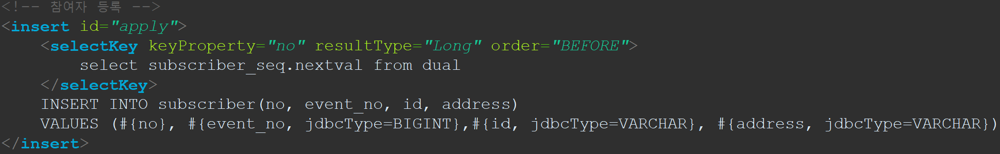 <!-- 참여자 등록 -->
<insert id="apply">
    <selectKey keyProperty="no" resultType="Long" order="BEFORE">
        select subscriber_seq.nextval from dual
    </selectKey>
    INSERT INTO subscriber(no, event_no, id, address)
    VALUES (#{no}, #{event_no, jdbcType=BIGINT},#{id, jdbcType=VARCHAR}, #{address, jdbcType=VARCHAR})
</insert>